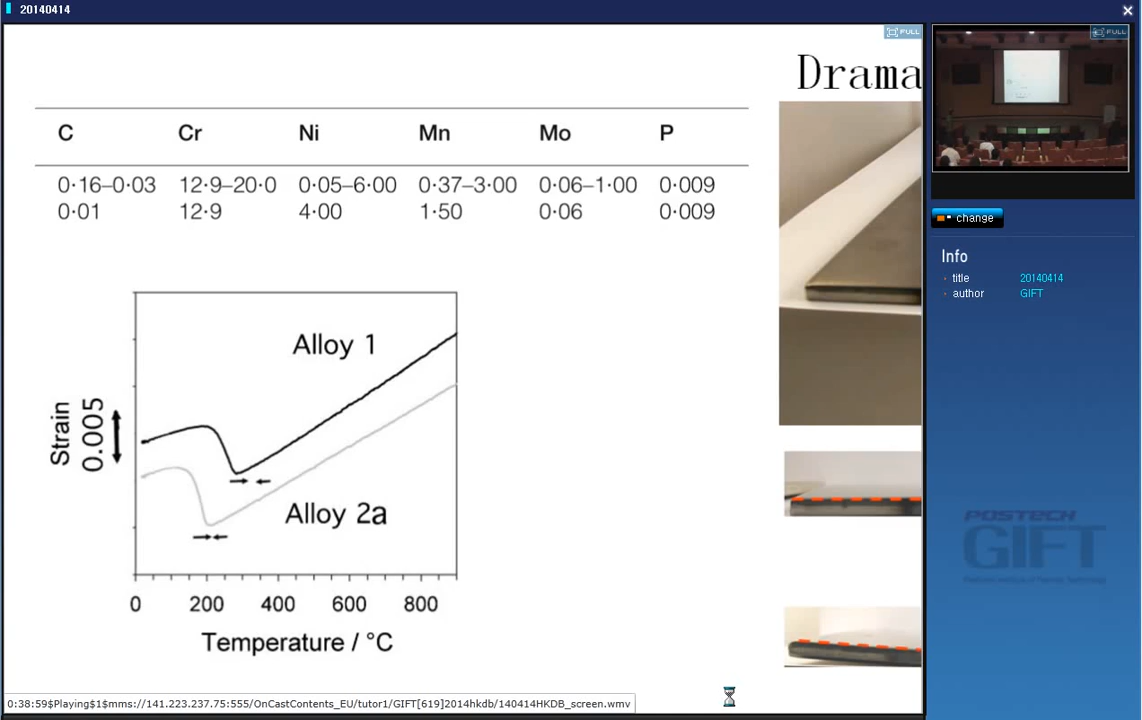 20140414
FULL
Drama
C Cr Ni Mn Mo P
0·16–0·03 12·9–20·0 0·05–6·00 0·37–3·00 0·06–1·00 0·009
0·01 12·9 4·00 1·50 0·06 0·009
Alloy 1
Strain
0.005
Alloy 2a
0 200 400 600 800
Temperature / °C
0:38:59$Playing$1$mms://141.223.237.75:555/OnCastContents_EU/tutor1/GIFT[619]2014hkdb/140414HKDB_screen.wmv
FULL
change
Info
title 20140414
author GIFT
POSTECH
GIFT